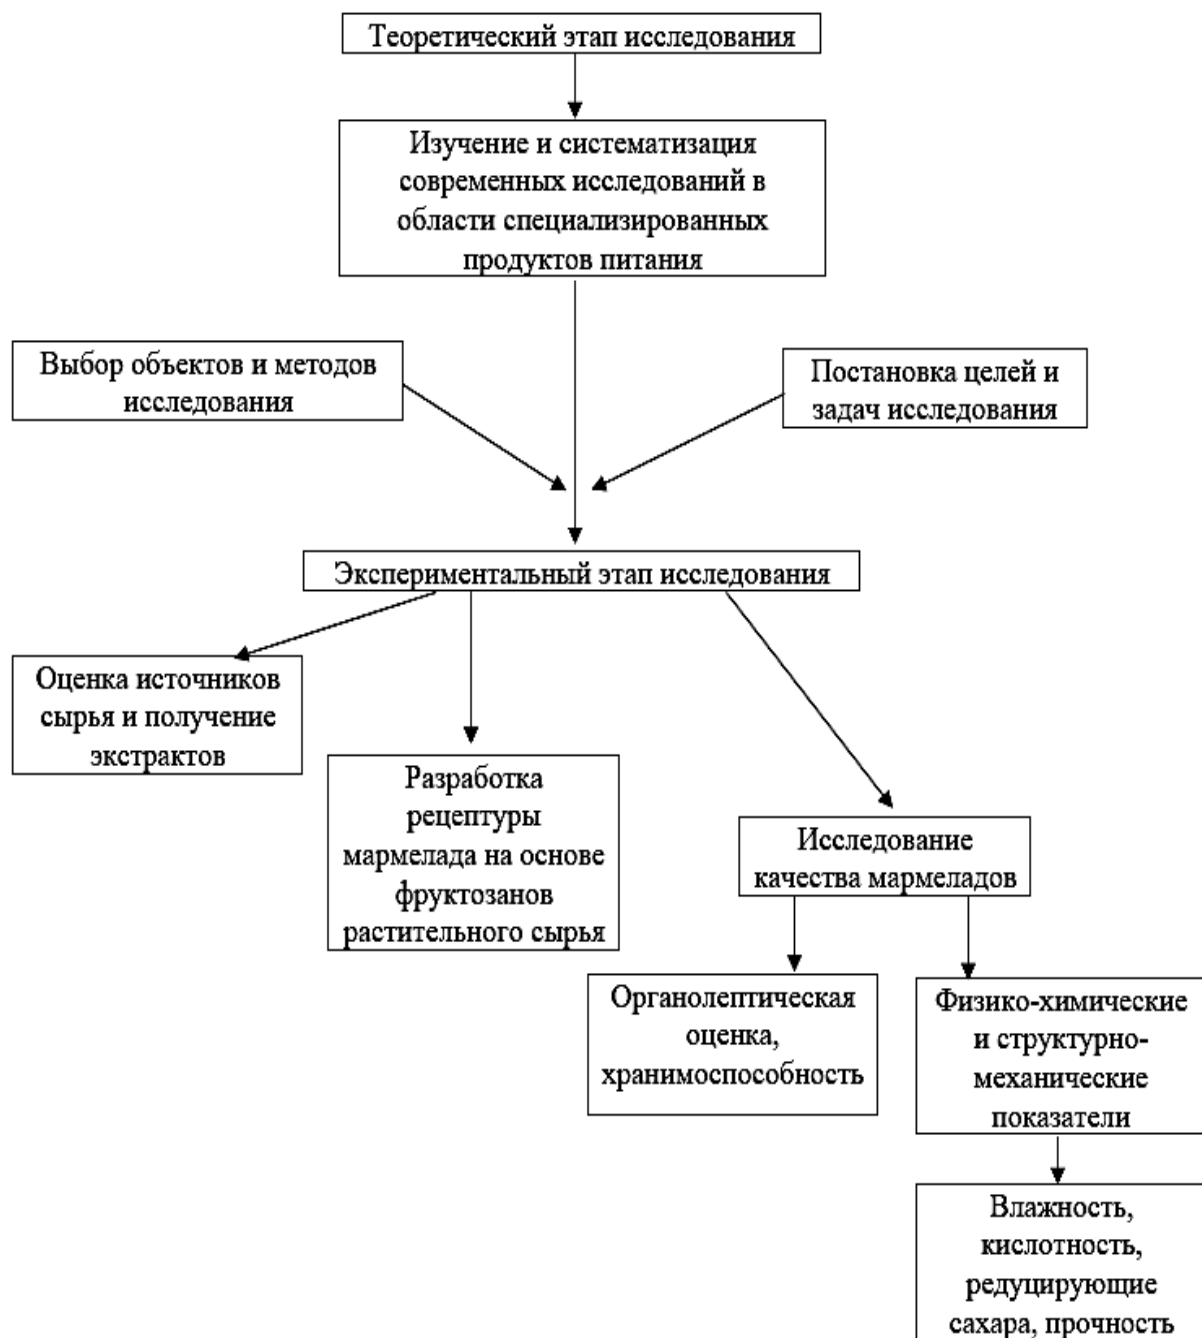 Теоретический этап исследования
Изучение и систематизация
современных исследований в
области специализированных
продуктов питания
Выбор объектов и методов
исследования
Постановка целей и
задач исследования
Экспериментальный этап исследования
Оценка источников
сырья и получение
экстрактов
Разработка
рецептуры
мармелада на основе
фруктозанов
растительного сырья
Исследование
качества мармеладов
Органолептическая
оценка,
хранимоспособность
Физико-химические
и структурно-
механические
показатели
Влажность,
кислотность,
редуцирующие
сахара, прочность